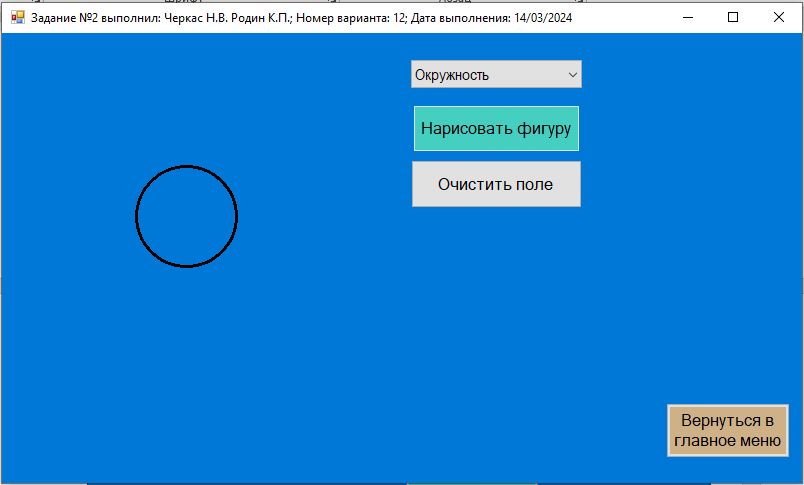 Задание №2 выполнил: Черкас Н.В. Родин К.П.; Номер варианта: 12; Дата выполнения: 14/03/2024
Окружность
Нарисовать фигуру
Очистить поле
Вернуться в
главное меню